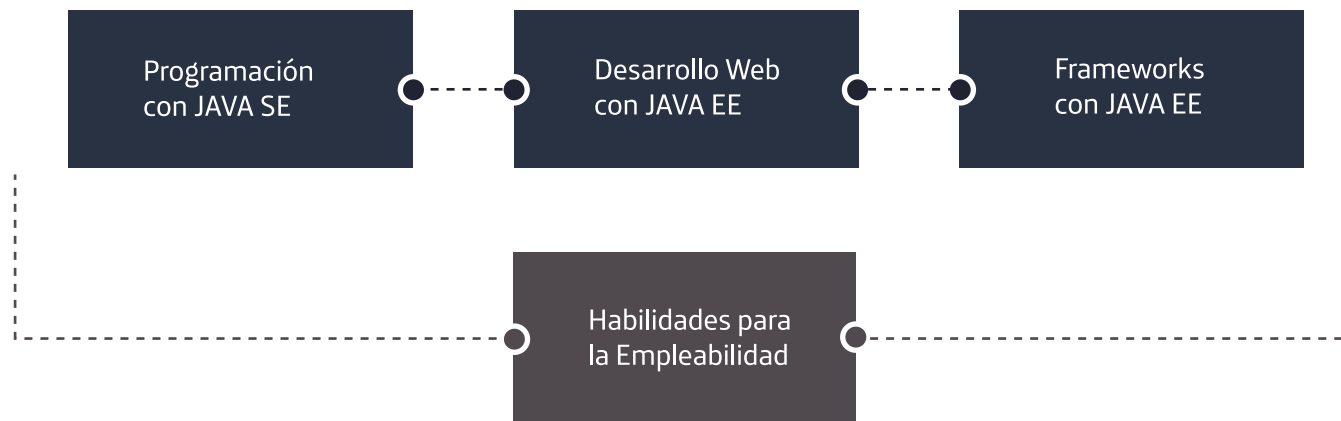 Programación
con JAVA SE
Desarrollo Web
con JAVA EE
Frameworks
con JAVA EE
Habilidades para
la Empleabilidad